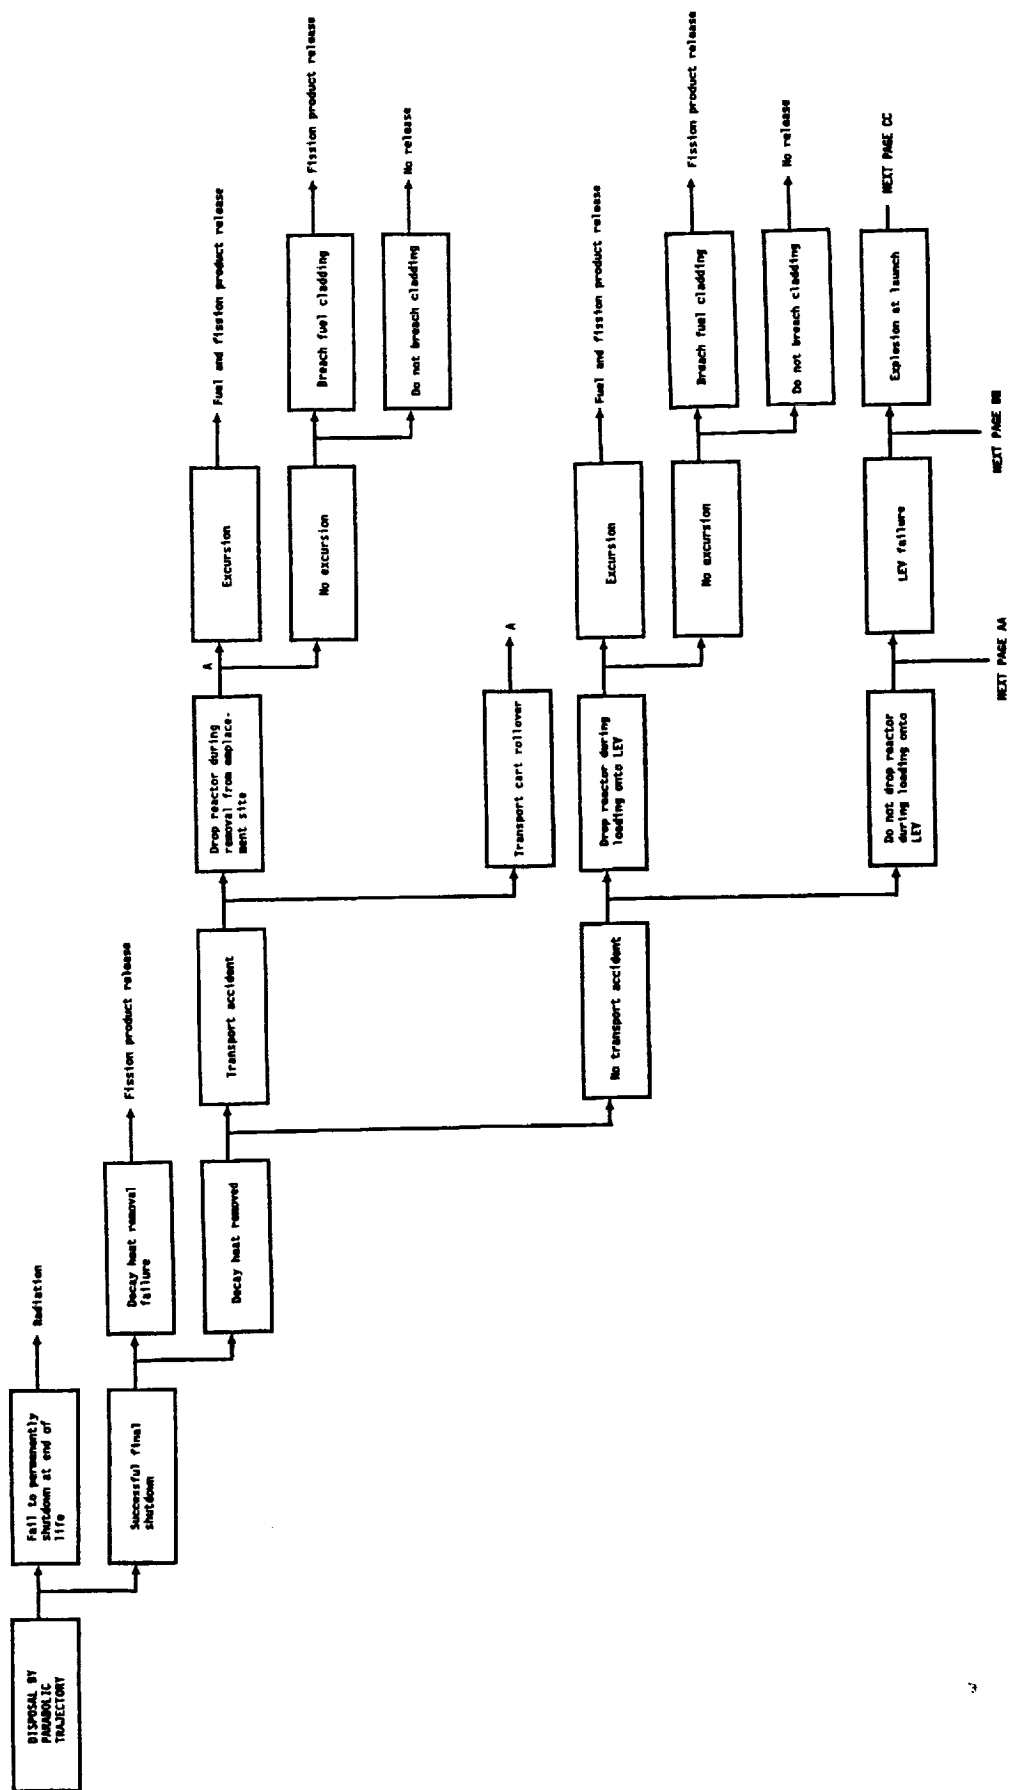 DISPOSAL BY
PARABOLIC
TRAJECTORY
Fail to permanently
shutdown at end of
life
Radiation
Successful final
shutdown
Decay heat removal
failure
Fission product release
Decay heat removed
Transport accident
Drop reactor during
removal from emplace-
ment site
A
Excursion
Fuel and fission product release
No excursion
Breach fuel cladding
Fission product release
Do not breach cladding
No release
Transport cart rollover
A
No transport accident
Drop reactor during
loading onto LEV
Excursion
Fuel and fission product release
No excursion
Breach fuel cladding
Fission product release
Do not breach cladding
No release
Do not drop reactor
during loading onto
LEV
NEXT PAGE AA
LEV failure
NEXT PAGE BB
Explosion at launch
NEXT PAGE CC